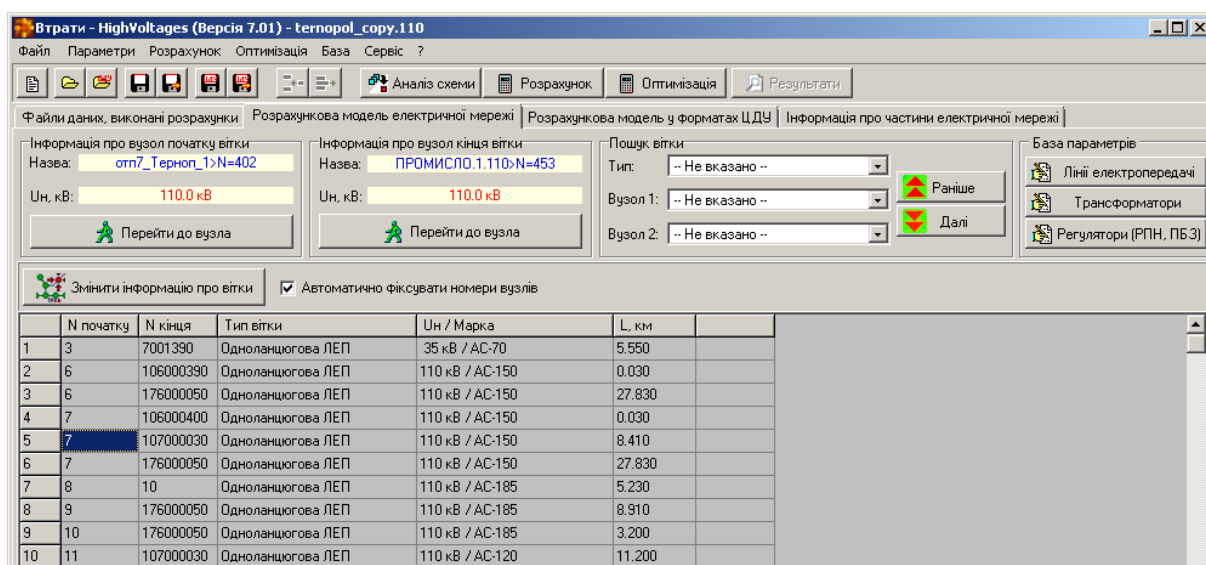 Втрати - HighVoltages (Версія 7.01) - ternopol_copy.110
Файл Параметри Розрахунок Оптимізація База Сервіс ?
Аналіз схеми Розрахунок Оптимізація Результати
Файли даних, виконані розрахунки Розрахункова модель електричної мережі Розрахункова модель у форматах ЦДУ Інформація про частини електричної мережі
Інформація про вузол початку вітки Інформація про вузол кінця вітки Пошук вітки База параметрів
Назва: отп7_Терноп_1>N=402 Назва: ПРОМИСЛО.1.110>N=453 Тип: -- Не вказано -- Лінії електропередачі
Uн, кВ: 110.0 кВ Uн, кВ: 110.0 кВ Вузол 1: -- Не вказано -- Раніше Трансформатори
Перейти до вузла Перейти до вузла Вузол 2: -- Не вказано -- Далі Регулятори (РПН, ПБЗ)
Змінити інформацію про вітки Автоматично фіксувати номери вузлів
N початку N кінця Тип вітки Uн / Марка L, км
1 3 7001390 Одноланцюгова ЛЕП 35 кВ / АС-70 5.550
2 6 106000390 Одноланцюгова ЛЕП 110 кВ / АС-150 0.030
3 6 176000050 Одноланцюгова ЛЕП 110 кВ / АС-150 27.830
4 7 106000400 Одноланцюгова ЛЕП 110 кВ / АС-150 0.030
5 7 107000030 Одноланцюгова ЛЕП 110 кВ / АС-150 8.410
6 7 176000050 Одноланцюгова ЛЕП 110 кВ / АС-150 27.830
7 8 10 Одноланцюгова ЛЕП 110 кВ / АС-185 5.230
8 9 176000050 Одноланцюгова ЛЕП 110 кВ / АС-185 8.910
9 10 176000050 Одноланцюгова ЛЕП 110 кВ / АС-185 3.200
10 11 107000030 Одноланцюгова ЛЕП 110 кВ / АС-120 11.200